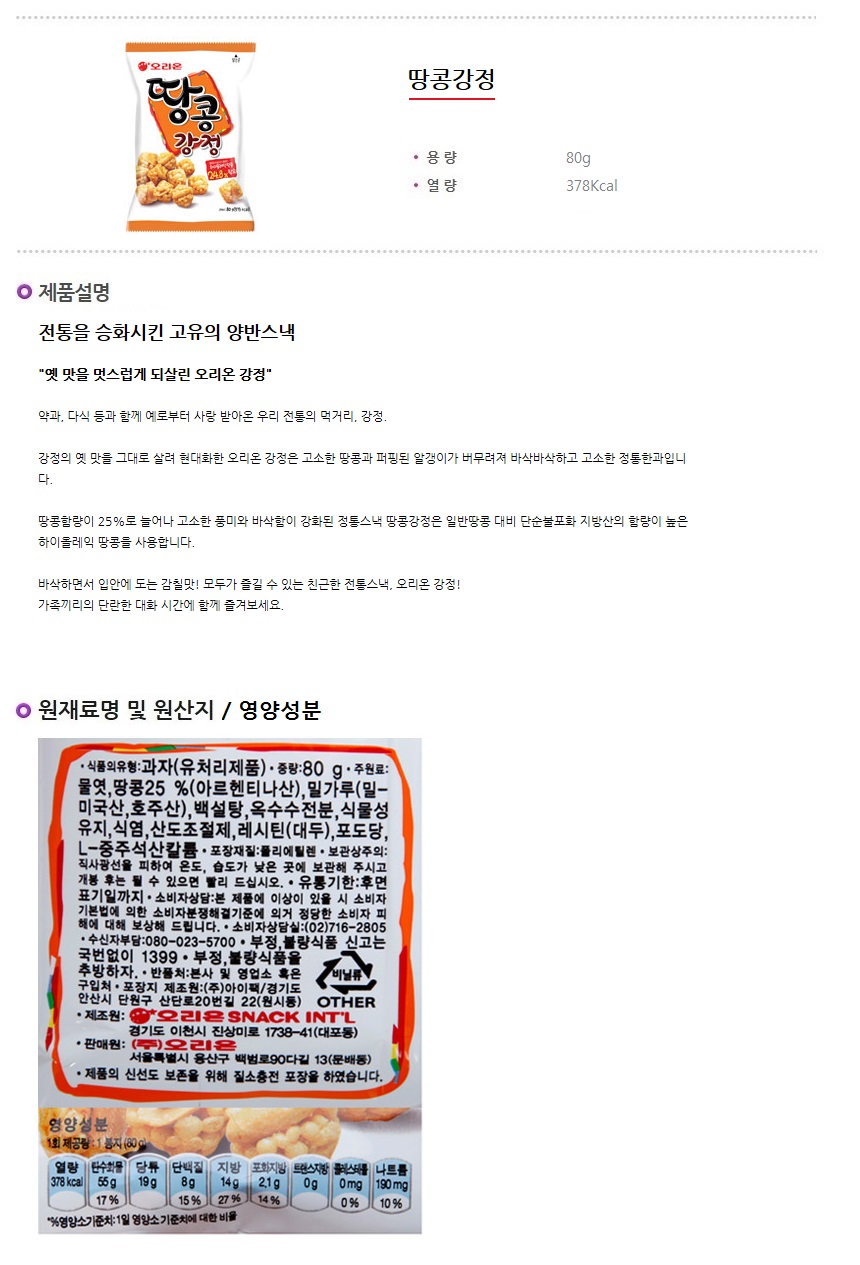 오리온
땅콩
강정
24.8%
땅콩강정
• 용 량 80g
• 열 량 378Kcal
제품설명
전통을 승화시킨 고유의 양반스낵
"옛 맛을 멋스럽게 되살린 오리온 강정"
약과, 다식 등과 함께 예로부터 사랑 받아온 우리 전통의 먹거리, 강정.
강정의 옛 맛을 그대로 살려 현대화한 오리온 강정은 고소한 땅콩과 퍼핑된 알갱이가 버무려져 바삭바삭하고 고소한 정통한과입니
다.
땅콩함량이 25%로 늘어나 고소한 풍미와 바삭함이 강화된 정통스낵 땅콩강정은 일반땅콩 대비 단순불포화 지방산의 함량이 높은
하이올레익 땅콩을 사용합니다.
바삭하면서 입안에 도는 감칠맛! 모두가 즐길 수 있는 친근한 전통스낵, 오리온 강정!
가족끼리의 단란한 대화 시간에 함께 즐겨보세요.
원재료명 및 원산지 / 영양성분
• 식품의유형:과자(유처리제품) • 중량:80 g • 주원료:
물엿,땅콩25 %(아르헨티나산),밀가루(밀-
미국산,호주산),백설탕,옥수수전분,식물성
유지,식염,산도조절제,레시틴(대두),포도당,
L-중주석산칼륨 • 포장재질:폴리에틸렌 • 보관상주의:
직사광선을 피하여 온도, 습도가 낮은 곳에 보관해 주시고
개봉 후는 될 수 있으면 빨리 드십시오. • 유통기한:후면
표기일까지 • 소비자상담:본 제품에 이상이 있을 시 소비자
기본법에 의한 소비자분쟁해결기준에 의거 정당한 소비자 피
해에 대해 보상해 드립니다. • 소비자상담실:(02)716-2805
• 수신자부담:080-023-5700 • 부정,불량식품 신고는
국번없이 1399 • 부정,불량식품을
추방하자. • 반품처:본사 및 영업소 혹은
구입처 • 포장지 제조원:(주)아이팩/경기도
안산시 단원구 산단로20번길 22(원시동)
비닐류
OTHER
• 제조원: 오리온 SNACK INT'L
경기도 이천시 진상미로 1738-41(대포동)
• 판매원: (주)오리온
서울특별시 용산구 백범로90다길 13(문배동)
• 제품의 신선도 보존을 위해 질소충전 포장을 하였습니다.
영양성분
1회 제공량 : 1 봉지 (80 g)
열량 탄수화물 당류 단백질 지방 포화지방 트랜스지방 콜레스테롤 나트륨
378 kcal 55 g 19 g 8 g 14 g 2.1 g 0 g 0 mg 190 mg
17 % 15 % 27 % 14 % 0 % 10 %
*%영양소기준치:1일 영양소기준치에 대한 비율